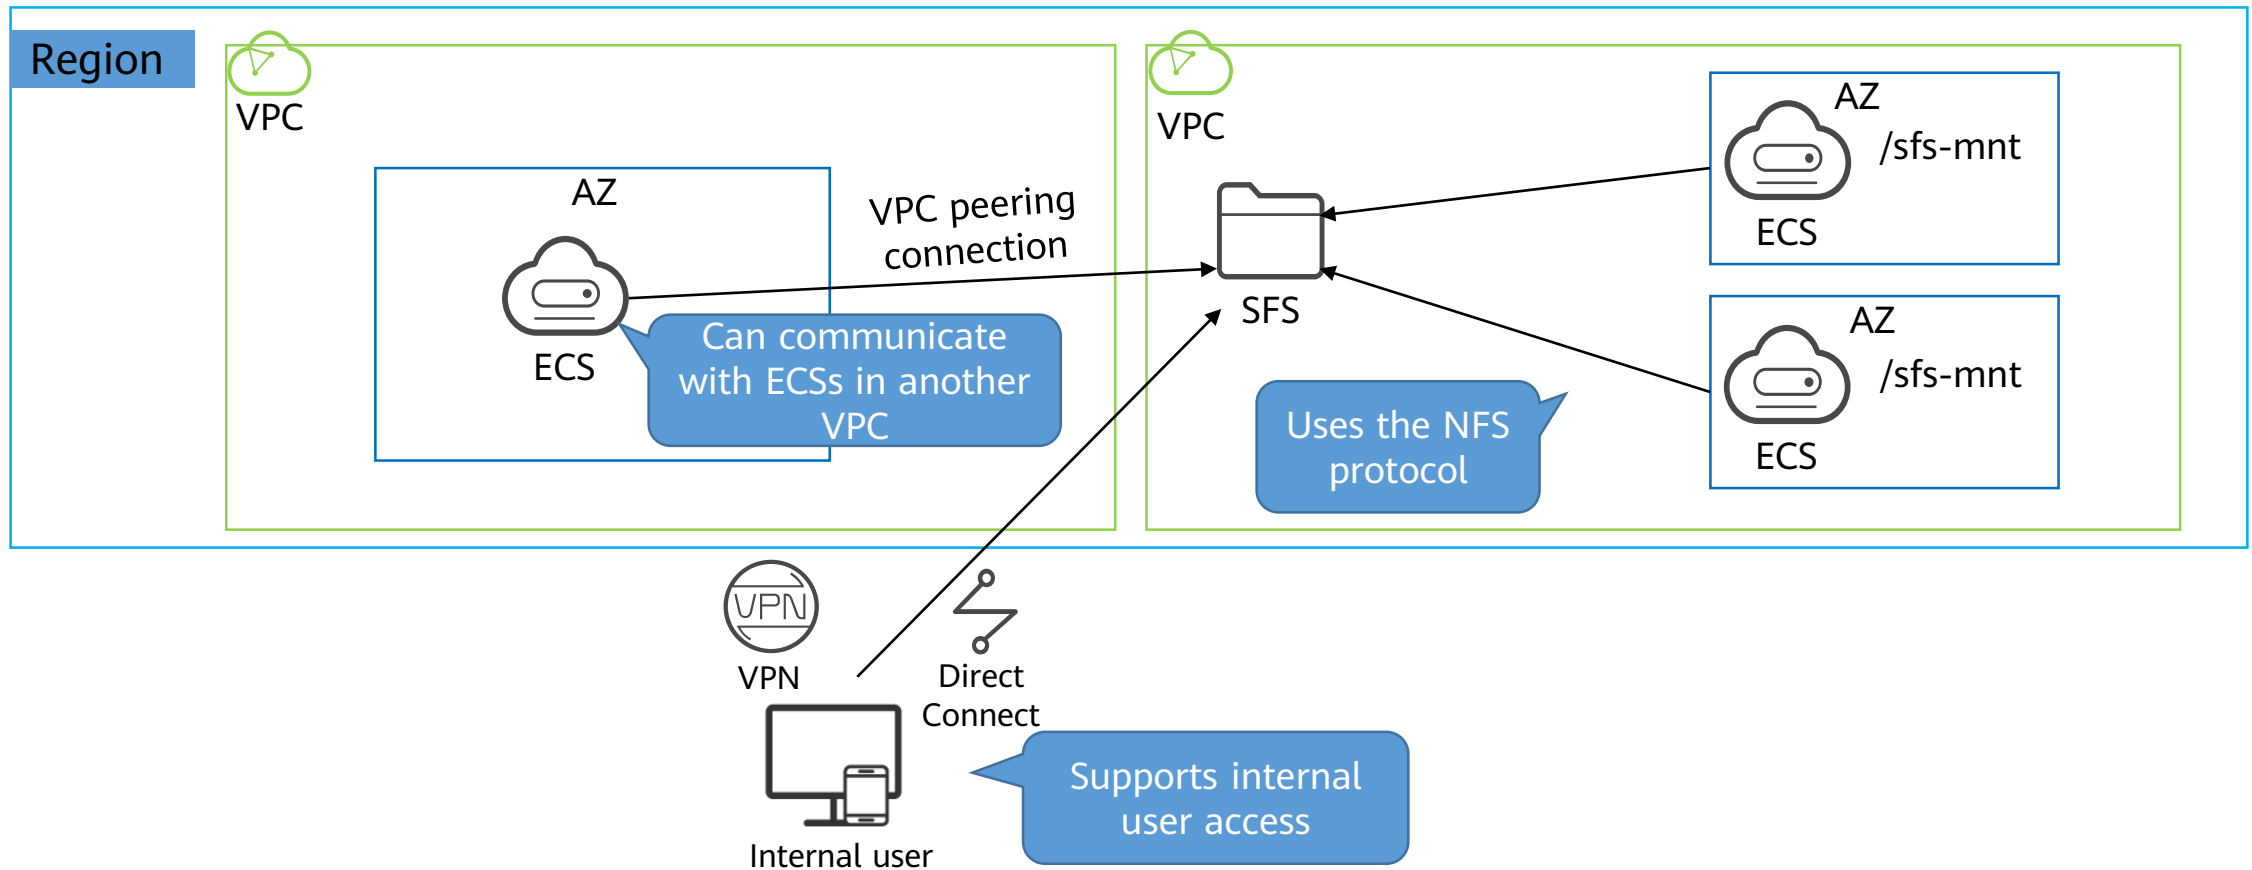 Region
VPC
AZ
ECS
VPC peering
connection
Can communicate
with ECSs in another
VPC
VPC
SFS
AZ
/sfs-mnt
ECS
AZ
/sfs-mnt
ECS
Uses the NFS
protocol
VPN
VPN
Direct
Connect
Internal user
Supports internal
user access